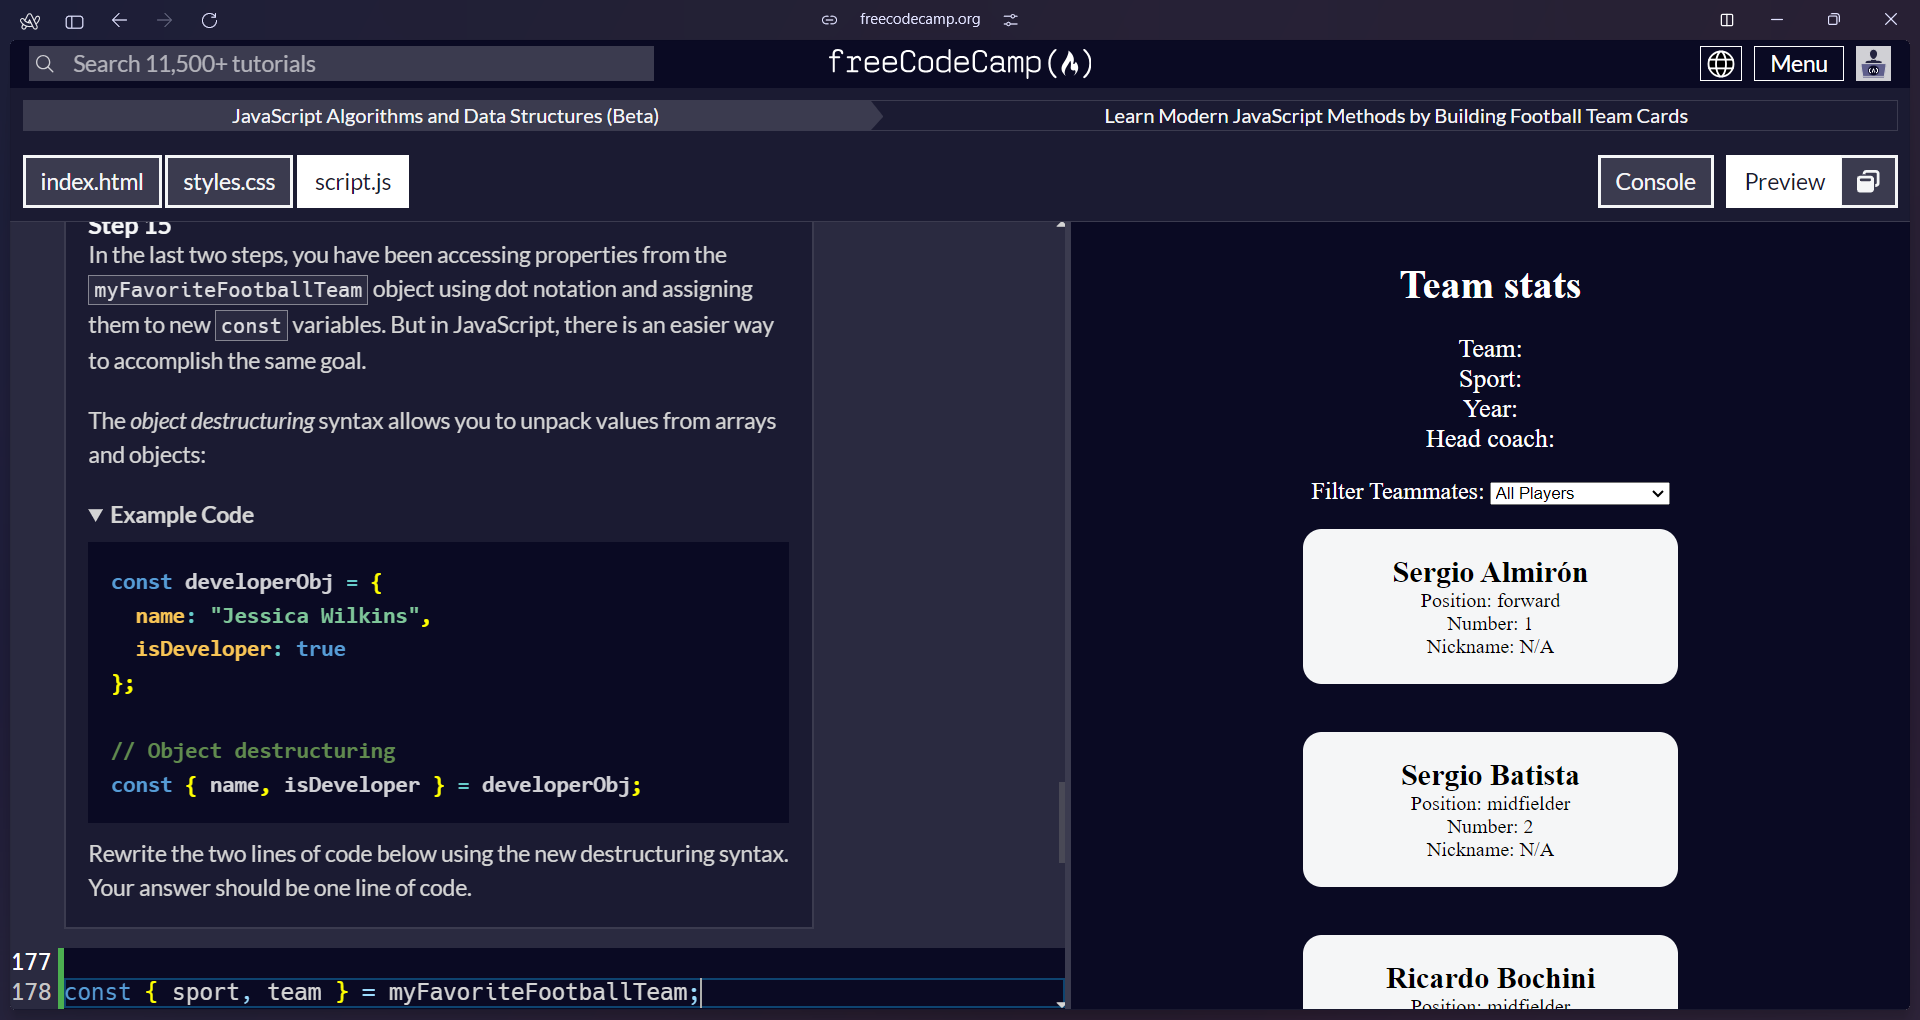 freecodecamp.org
Search 11,500+ tutorials
freeCodeCamp
Menu
JavaScript Algorithms and Data Structures (Beta)
Learn Modern JavaScript Methods by Building Football Team Cards
index.html
styles.css
script.js
Console
Preview
Step 15
In the last two steps, you have been accessing properties from the
myFavoriteFootballTeam object using dot notation and assigning
them to new const variables. But in JavaScript, there is an easier way
to accomplish the same goal.
The object destructuring syntax allows you to unpack values from arrays
and objects:
Example Code
const developerObj = {
  name: "Jessica Wilkins",
  isDeveloper: true
};
// Object destructuring
const { name, isDeveloper } = developerObj;
Rewrite the two lines of code below using the new destructuring syntax.
Your answer should be one line of code.
177
178 const { sport, team } = myFavoriteFootballTeam;
Team stats
Team:
Sport:
Year:
Head coach:
Filter Teammates: All Players
Sergio Almirón
Position: forward
Number: 1
Nickname: N/A
Sergio Batista
Position: midfielder
Number: 2
Nickname: N/A
Ricardo Bochini
Position: midfielder